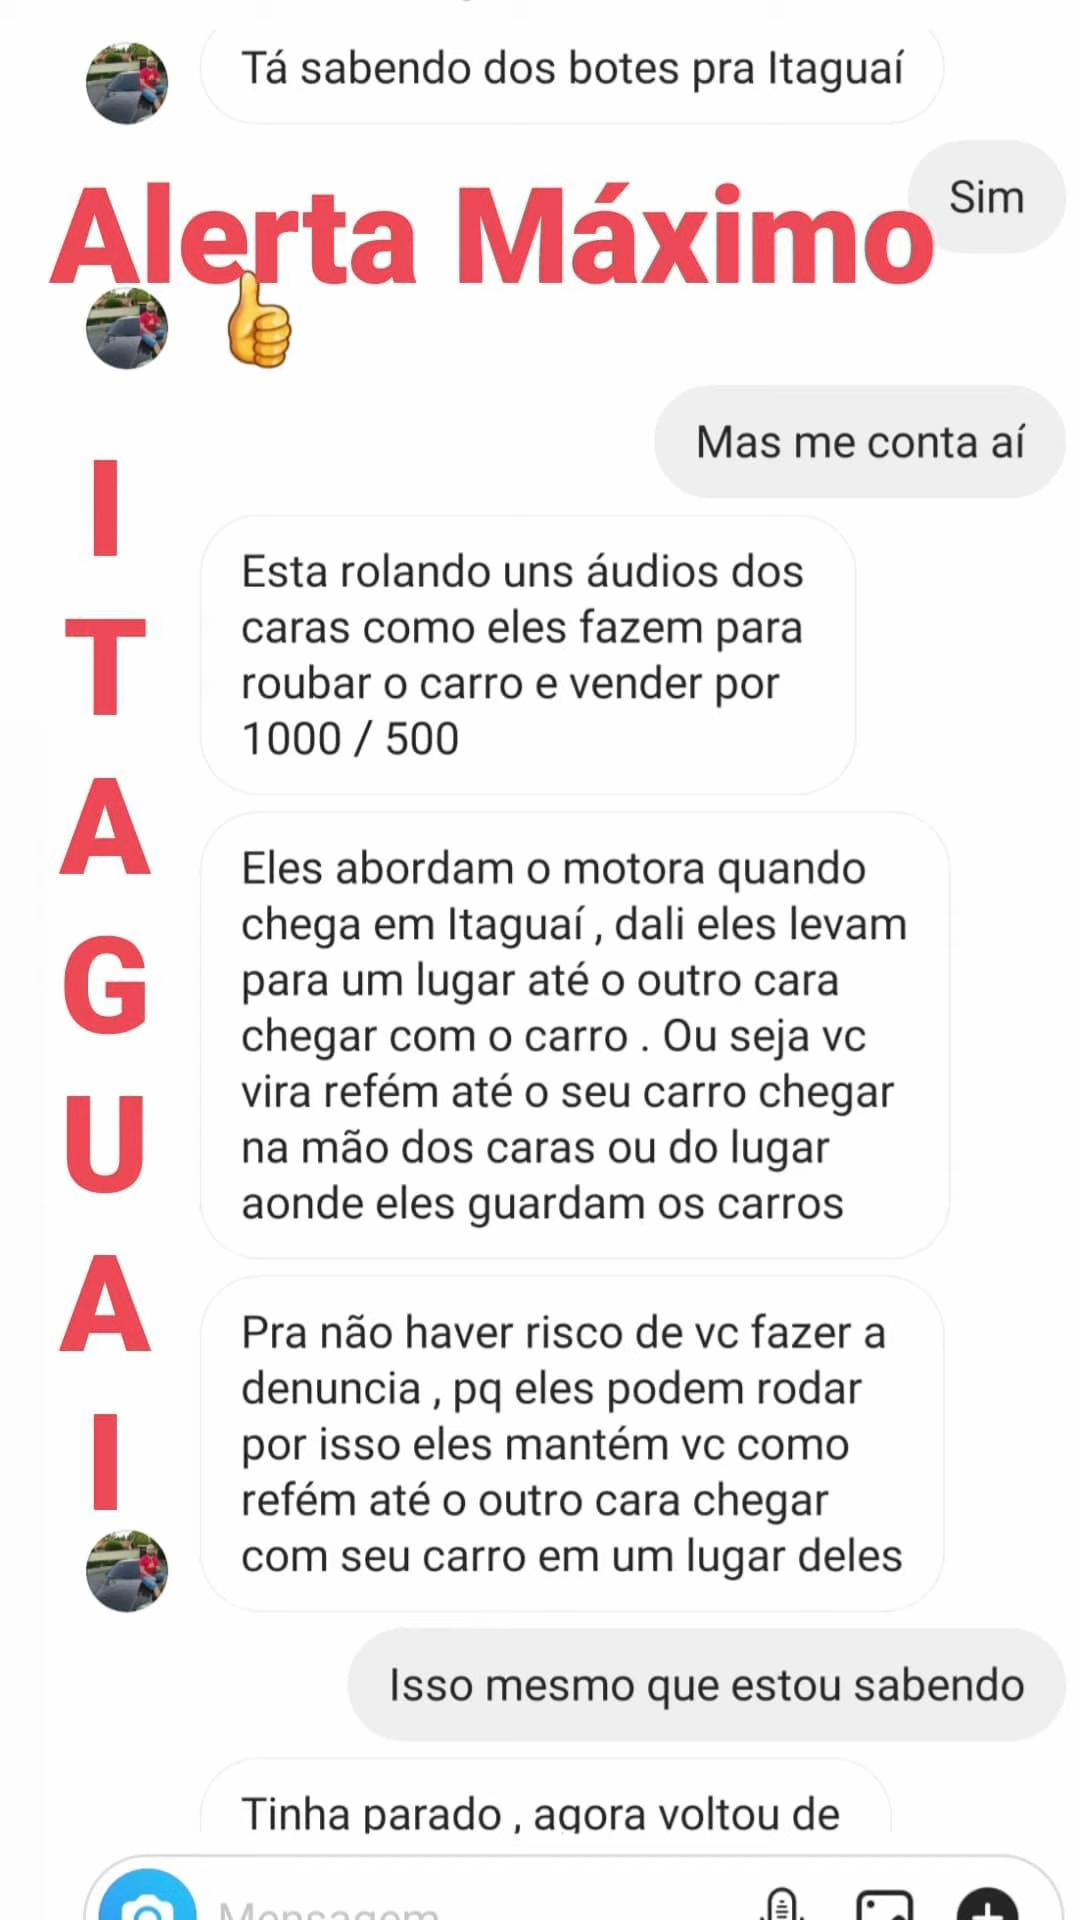 Tá sabendo dos botes pra Itaguaí
Sim
Alerta Máximo
Mas me conta aí
I
T
A
G
U
A
I
Esta rolando uns áudios dos
caras como eles fazem para
roubar o carro e vender por
1000 / 500
Eles abordam o motora quando
chega em Itaguaí , dali eles levam
para um lugar até o outro cara
chegar com o carro . Ou seja vc
vira refém até o seu carro chegar
na mão dos caras ou do lugar
aonde eles guardam os carros
Pra não haver risco de vc fazer a
denuncia , pq eles podem rodar
por isso eles mantém vc como
refém até o outro cara chegar
com seu carro em um lugar deles
Isso mesmo que estou sabendo
Tinha parado , agora voltou de
Mensagem